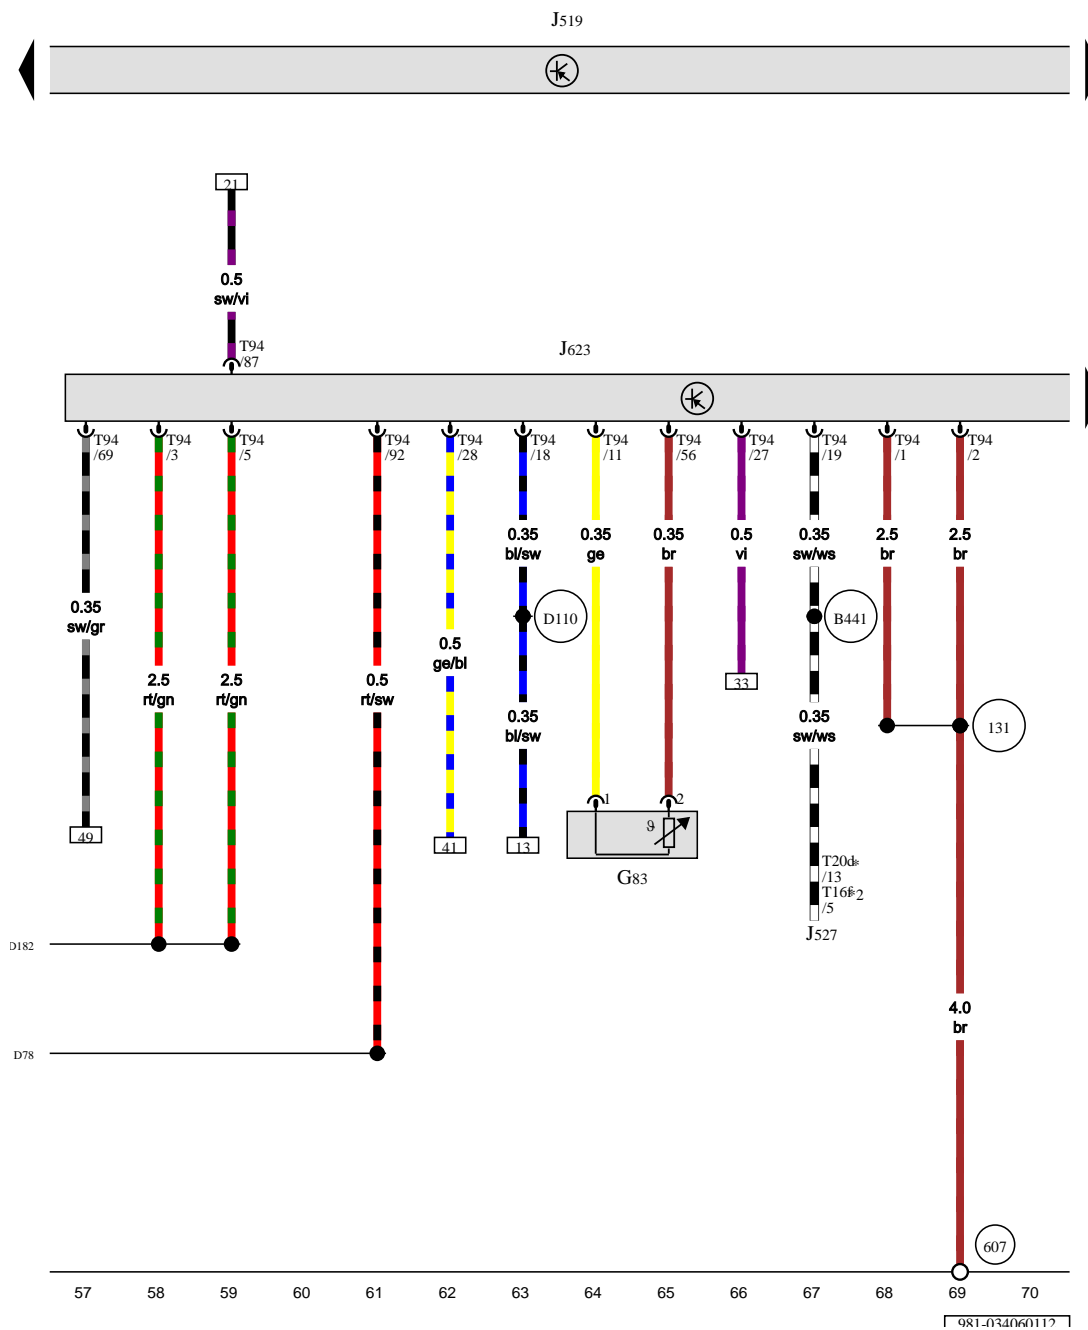 J519
21
0.5
sw/vi
T94
/87
J623
T94
/69
T94
/3
T94
/5
T94
/92
T94
/28
T94
/18
T94
/11
T94
/56
T94
/27
T94
/19
T94
/1
T94
/2
0.35
bl/sw
0.35
ge
0.35
br
0.5
vi
0.35
sw/ws
2.5
br
2.5
br
0.35
sw/gr
D110
B441
0.5
ge/bl
2.5
rt/gn
2.5
rt/gn
0.5
rt/sw
33
0.35
bl/sw
0.35
sw/ws
131
1
2
ϑ
49
41
13
G83
T20d*
/13
T16f*2
/5
J527
D182
4.0
br
D78
607
57 58 59 60 61 62 63 64 65 66 67 68 69 70
981-034060112